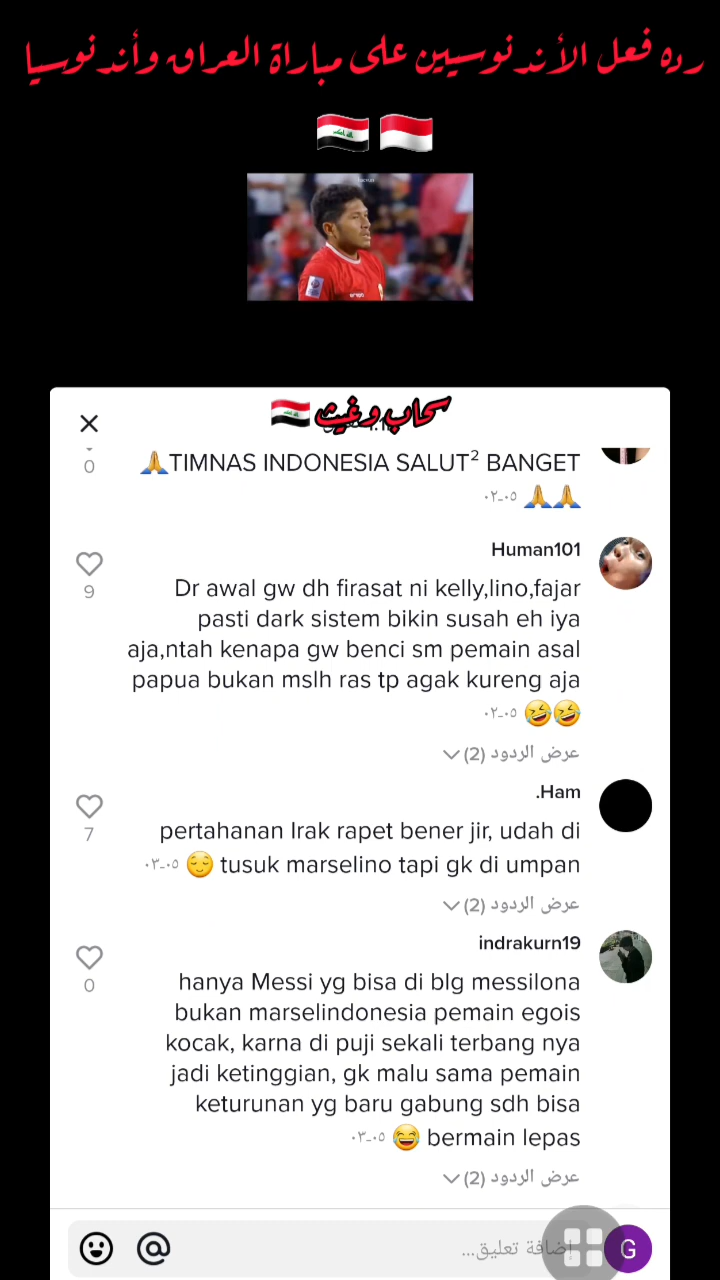 رده فعل الأندنوسيين على مباراة العراق وأندنوسيا
سحاب وغيث
0
TIMNAS INDONESIA SALUT² BANGET
٠٢-٠٥
Human101
9
Dr awal gw dh firasat ni kelly,lino,fajar
pasti dark sistem bikin susah eh iya
aja,ntah kenapa gw benci sm pemain asal
papua bukan mslh ras tp agak kureng aja
٠٢-٠٥
عرض الردود (2)
Ham.
7
pertahanan Irak rapet bener jir, udah di
tusuk marselino tapi gk di umpan
٠٣-٠٥
عرض الردود (2)
indrakurn19
0
hanya Messi yg bisa di blg messilona
bukan marselindonesia pemain egois
kocak, karna di puji sekali terbang nya
jadi ketinggian, gk malu sama pemain
keturunan yg baru gabung sdh bisa
bermain lepas
٠٣-٠٥
عرض الردود (2)
إضافة تعليق...
G